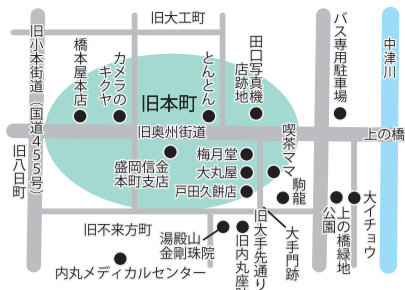 旧大工町
旧小本街道（国道455号）
橋本屋本店
カメラの
キクヤ
とんとん
田口写真機
店跡地
バス専用駐車場
中津川
旧本町
旧奥州街道
上の橋
旧八日町
盛岡信金
本町支店
梅月堂
大丸屋
戸田久餅店
喫茶ママ
駒龍
旧不来方町
湯殿山
金剛珠院
旧内丸座
旧大手先通り
大手門跡
上の橋緑地
公園
大イチョウ
内丸メディカルセンター